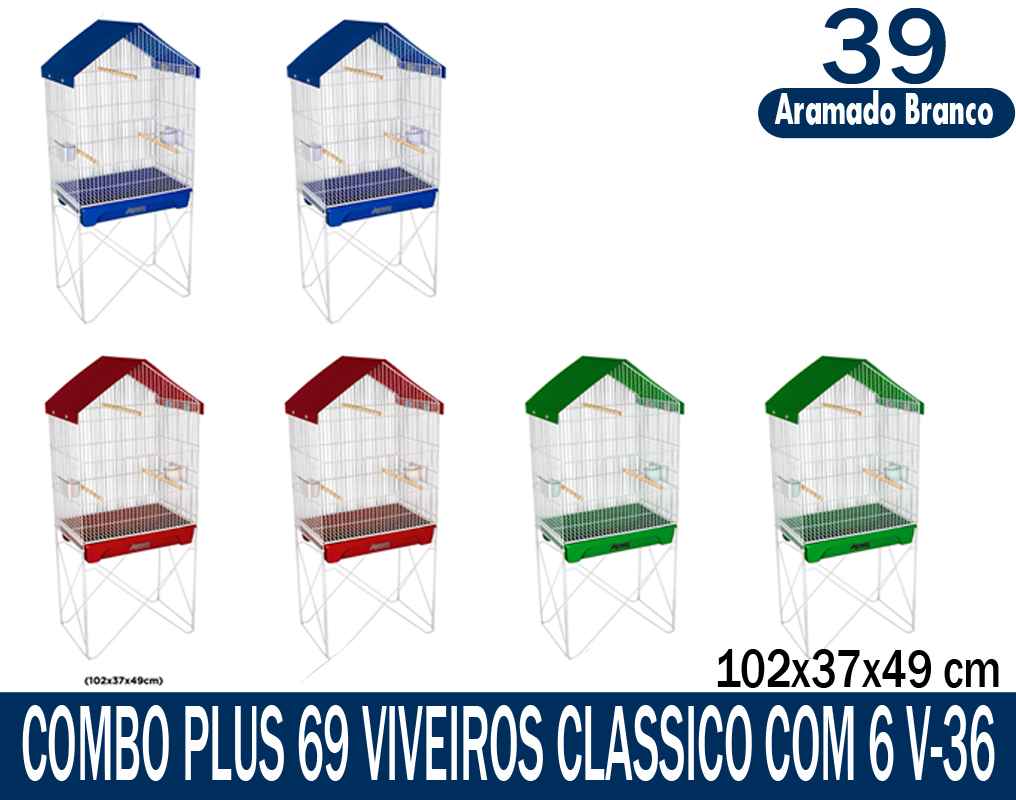 39
Aramado Branco
(102x37x49cm)
102x37x49 cm
COMBO PLUS 69 VIVEIROS CLASSICO COM 6 V-36